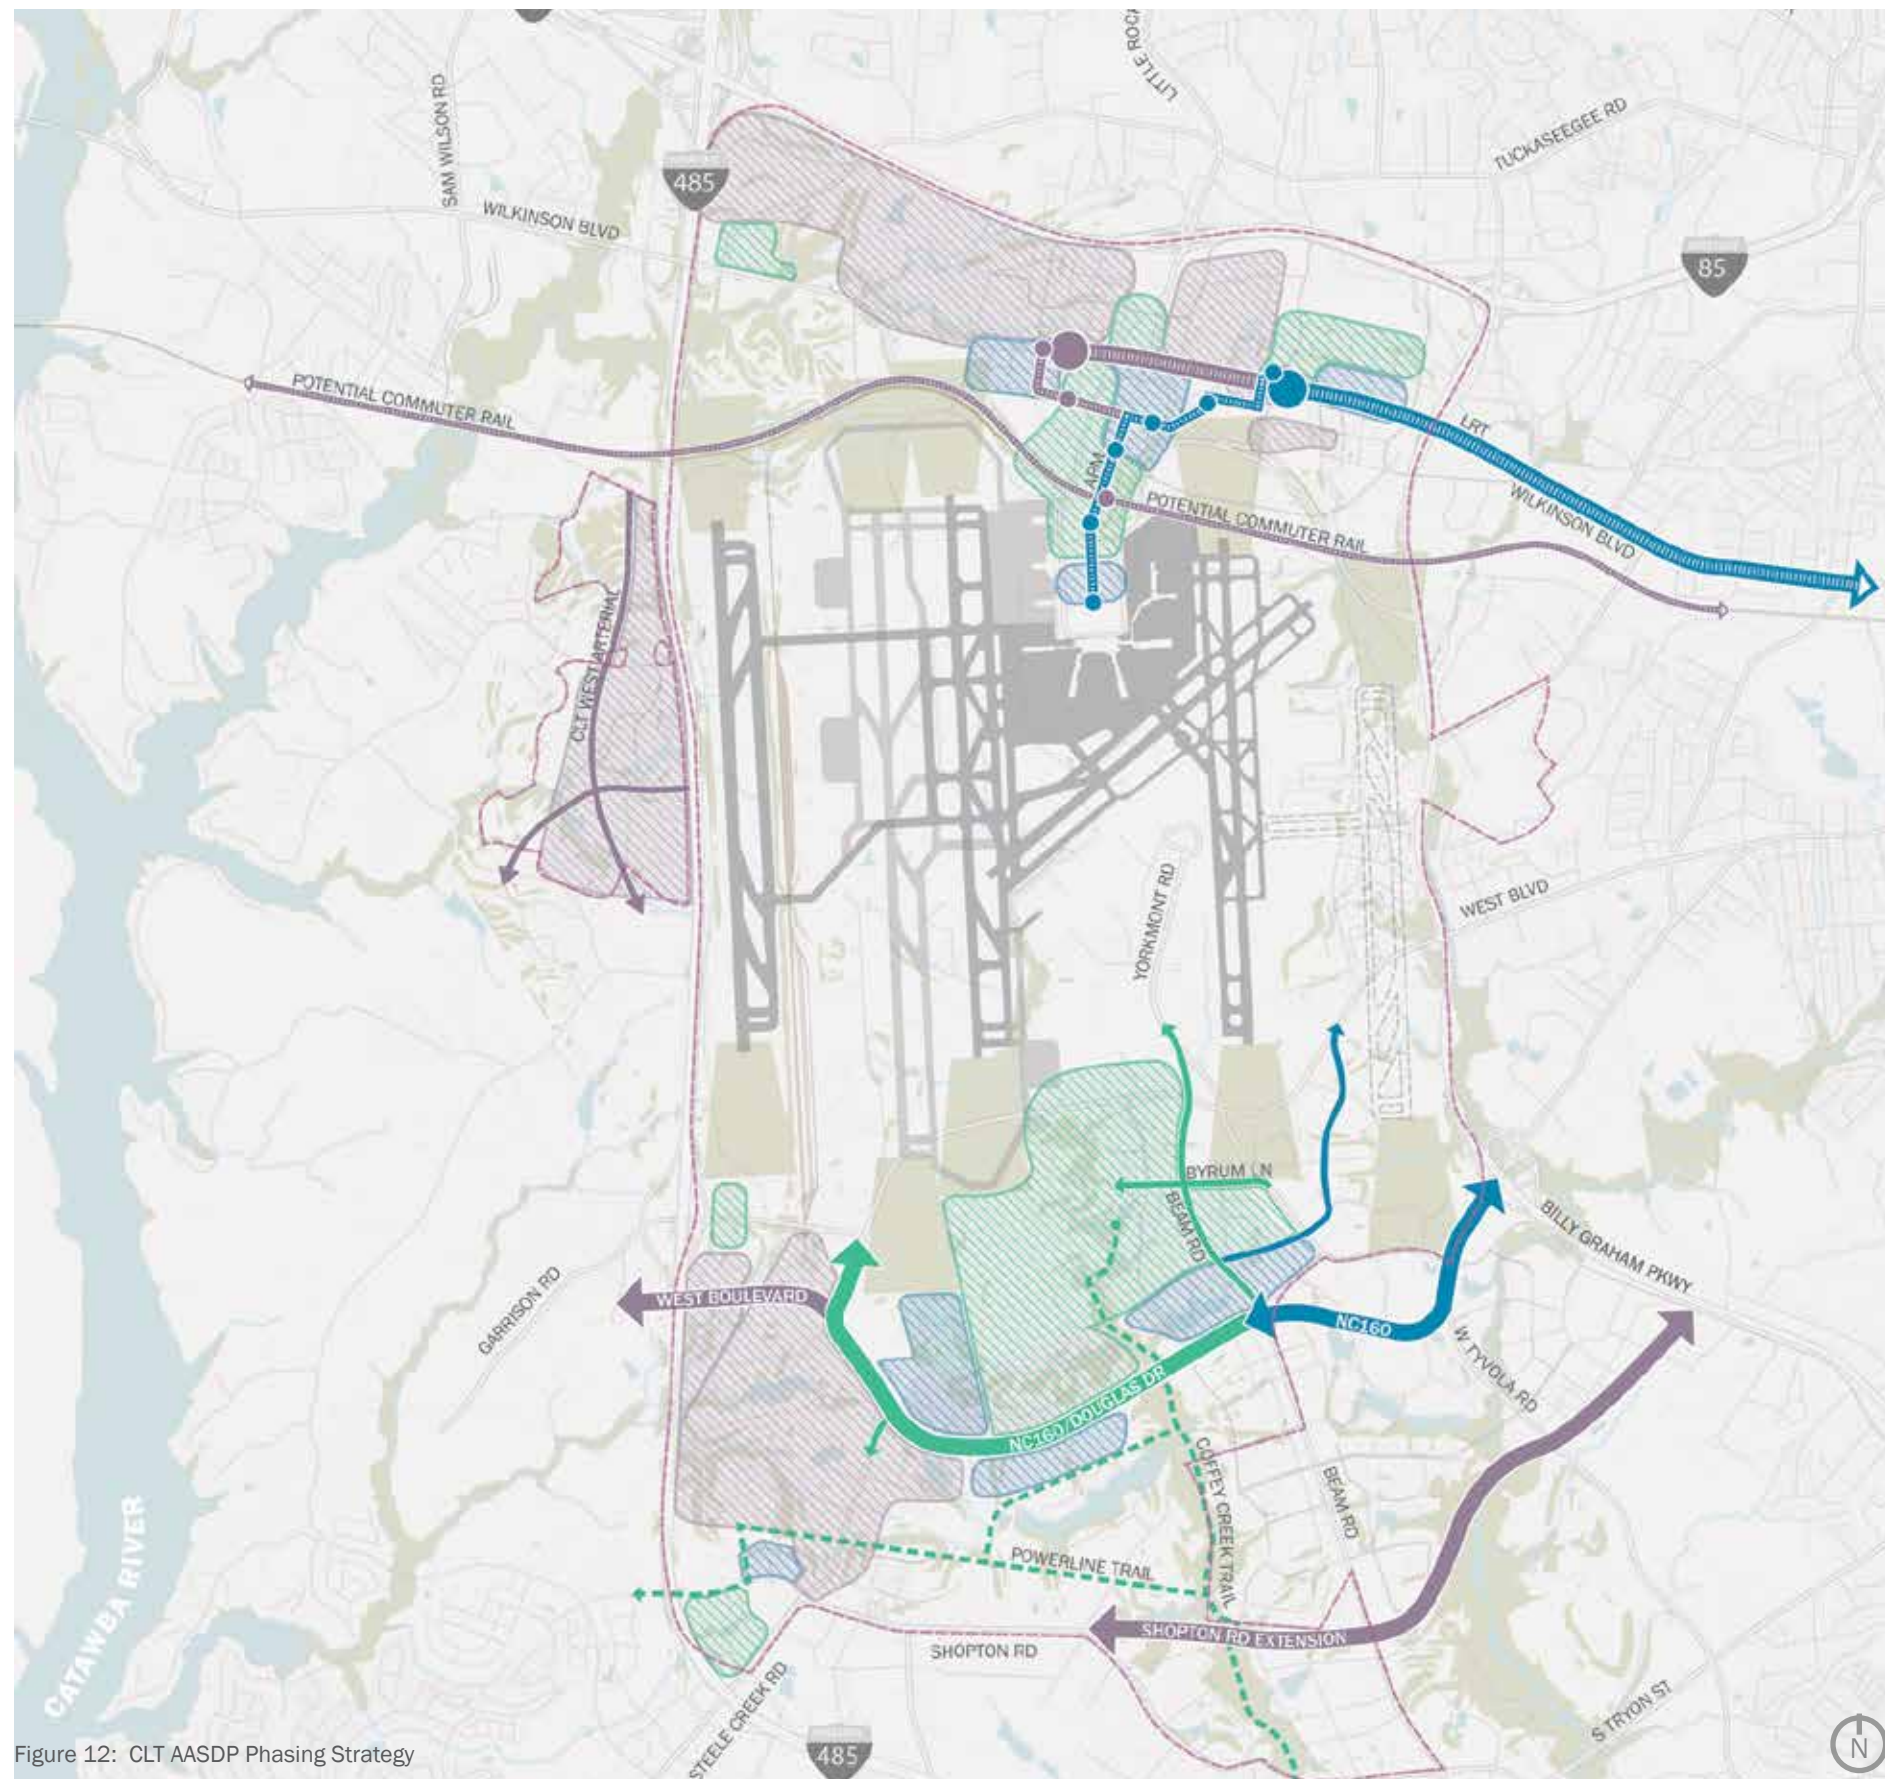 LITTLE ROCK
TUCKASEEGEE RD
SAM WILSON RD
485
WILKINSON BLVD
85
POTENTIAL COMMUTER RAIL
LRT
APM
WILKINSON BLVD
POTENTIAL COMMUTER RAIL
CLT WEST ARTERIAL
YORKMONT RD
WEST BLVD
BYRUM LN
BEAM RD
BILLY GRAHAM PKWY
GARRISON RD
WEST BOULEVARD
NC160
W TYVOLA RD
NC160/DOUGLAS DR
COFFEY CREEK TRAIL
BEAM RD
CATAWBA RIVER
POWERLINE TRAIL
SHOPTON RD EXTENSION
SHOPTON RD
STEELE CREEK RD
S TRYON ST
485
N
Figure 12: CLT AASDP Phasing Strategy